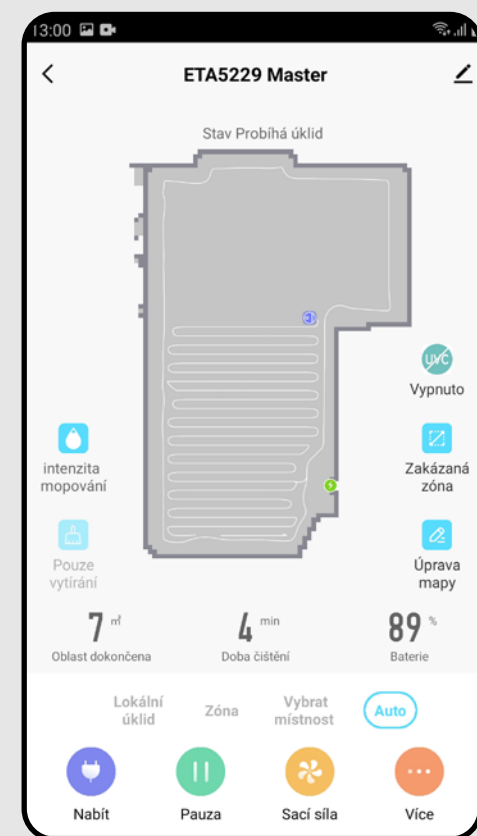 13:00
ETA5229 Master
Stav Probíhá úklid
UVC
Vypnuto
intenzita
mopování
Zakázaná
zóna
Pouze
vytírání
Úprava
mapy
7 ㎡
4 min
89 %
Oblast dokončena
Doba čištění
Baterie
Lokální
úklid
Zóna
Vybrat
místnost
Auto
Nabít
Pauza
Sací síla
Více